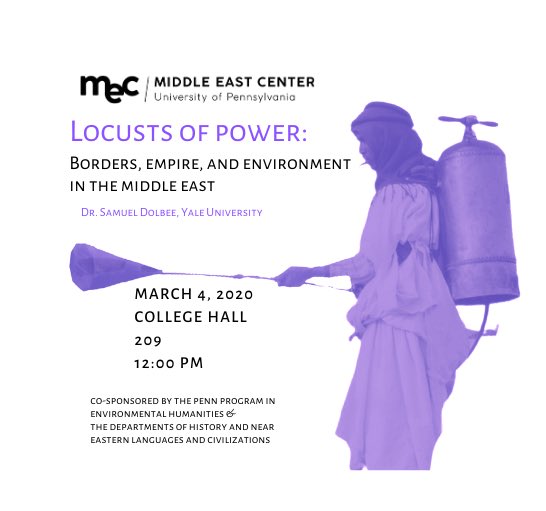 mec | MIDDLE EAST CENTER
University of Pennsylvania
LOCUSTS OF POWER:
BORDERS, EMPIRE, AND ENVIRONMENT
IN THE MIDDLE EAST
DR. SAMUEL DOLBEE, YALE UNIVERSITY
MARCH 4, 2020
COLLEGE HALL
209
12:00 PM
CO-SPONSORED BY THE PENN PROGRAM IN
ENVIRONMENTAL HUMANITIES &
THE DEPARTMENTS OF HISTORY AND NEAR
EASTERN LANGUAGES AND CIVILIZATIONS